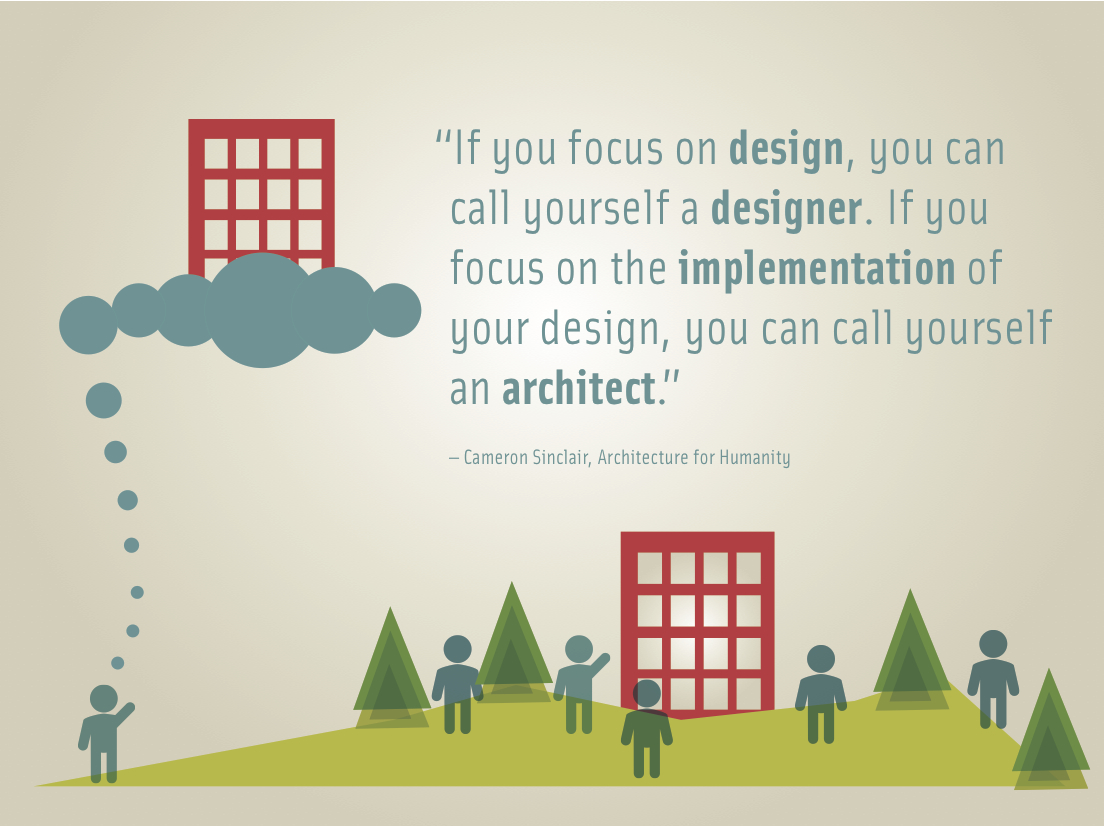 “If you focus on design, you can
call yourself a designer. If you
focus on the implementation of
your design, you can call yourself
an architect.”
– Cameron Sinclair, Architecture for Humanity